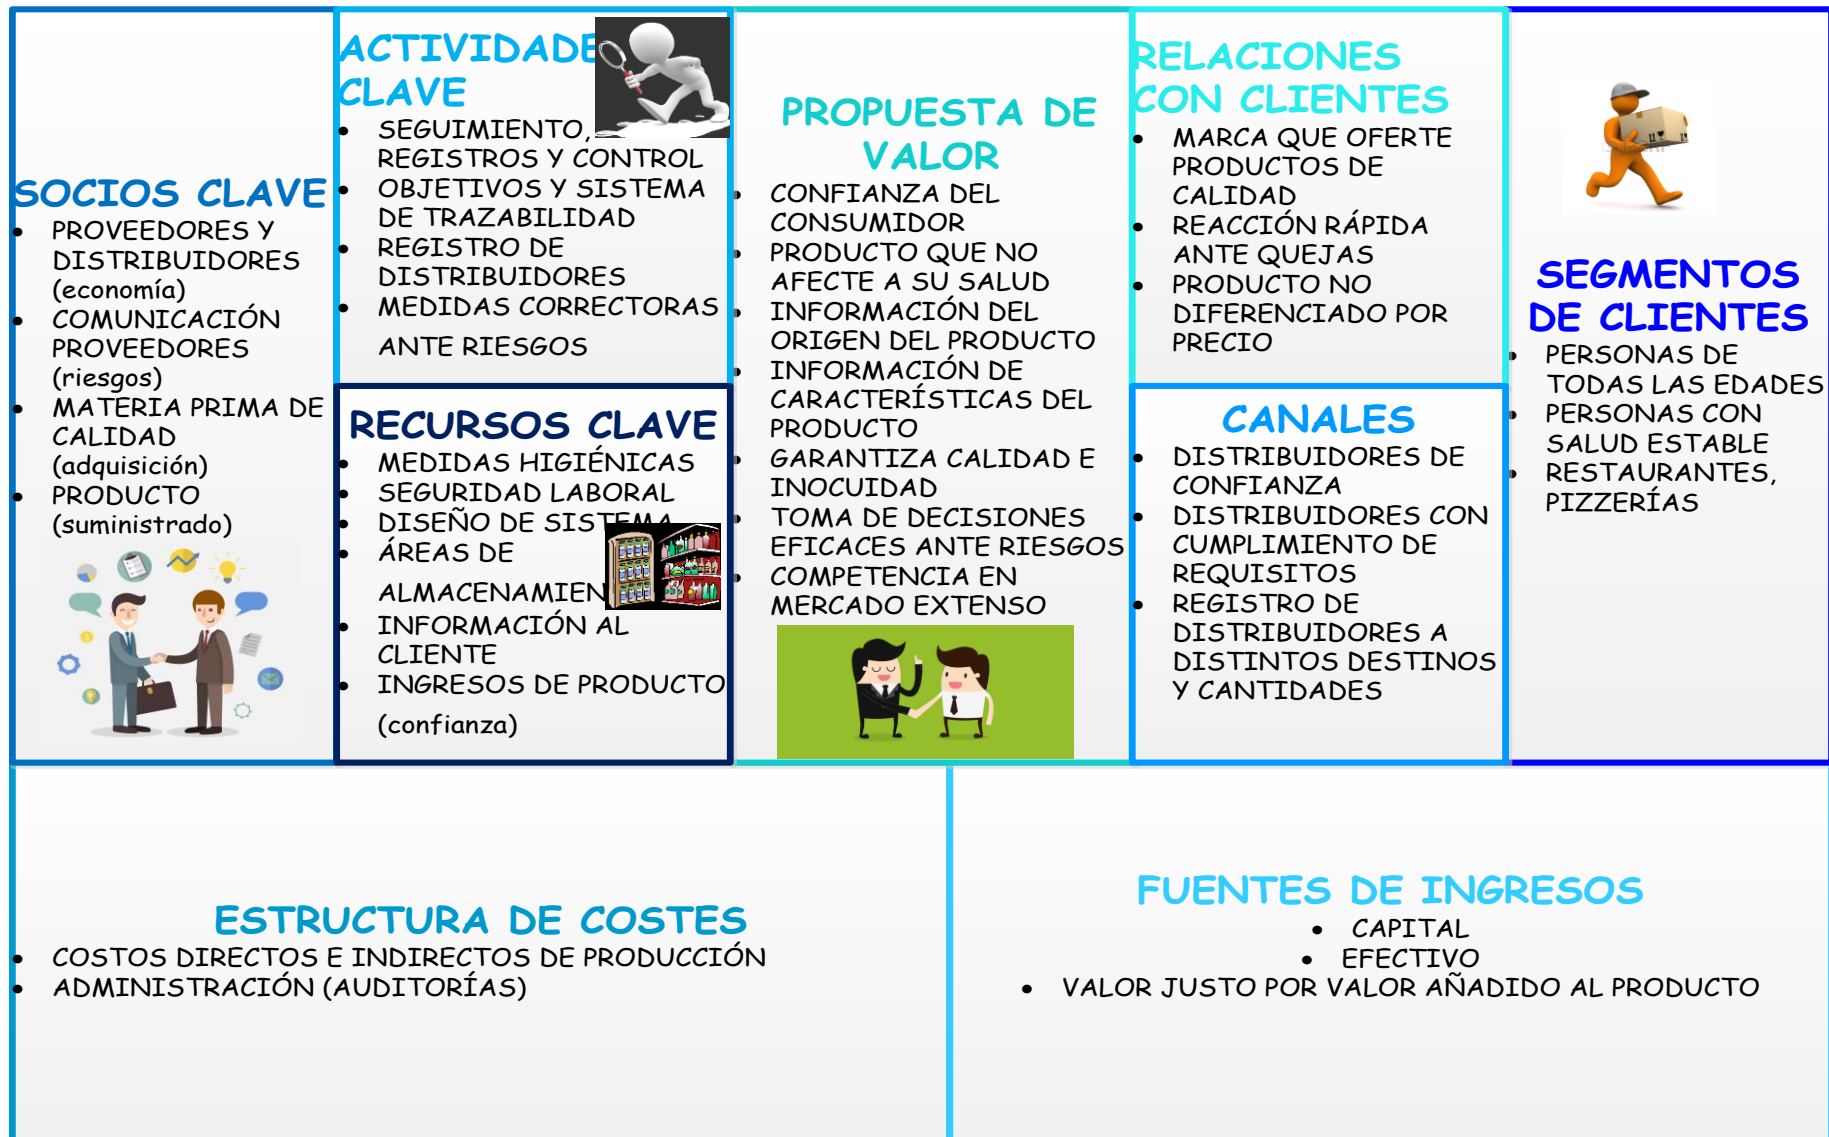 SOCIOS CLAVE
• PROVEEDORES Y
DISTRIBUIDORES
(economía)
• COMUNICACIÓN
PROVEEDORES
(riesgos)
• MATERIA PRIMA DE
CALIDAD
(adquisición)
• PRODUCTO
(suministrado)
CLAVE
• SEGUIMIENTO,
REGISTROS Y CONTROL
• OBJETIVOS Y SISTEMA
DE TRAZABILIDAD
• REGISTRO DE
DISTRIBUIDORES
• MEDIDAS CORRECTORAS
ANTE RIESGOS
RECURSOS CLAVE
• MEDIDAS HIGIÉNICAS
• SEGURIDAD LABORAL
• DISEÑO DE SISTEMA
• ÁREAS DE
• INFORMACIÓN AL
CLIENTE
• INGRESOS DE PRODUCTO
(confianza)
PROPUESTA DE
VALOR
• CONFIANZA DEL
CONSUMIDOR
• PRODUCTO QUE NO
AFECTE A SU SALUD
• INFORMACIÓN DEL
ORIGEN DEL PRODUCTO
• INFORMACIÓN DE
CARACTERÍSTICAS DEL
PRODUCTO
• GARANTIZA CALIDAD E
INOCUIDAD
• TOMA DE DECISIONES
EFICACES ANTE RIESGOS
• COMPETENCIA EN
MERCADO EXTENSO
RELACIONES
CON CLIENTES
• MARCA QUE OFERTE
PRODUCTOS DE
CALIDAD
• REACCIÓN RÁPIDA
ANTE QUEJAS
• PRODUCTO NO
DIFERENCIADO POR
PRECIO
CANALES
• DISTRIBUIDORES DE
CONFIANZA
• DISTRIBUIDORES CON
CUMPLIMIENTO DE
REQUISITOS
• REGISTRO DE
DISTRIBUIDORES A
DISTINTOS DESTINOS
Y CANTIDADES
SEGMENTOS
DE CLIENTES
• PERSONAS DE
TODAS LAS EDADES
• PERSONAS CON
SALUD ESTABLE
• RESTAURANTES,
PIZZERÍAS
ESTRUCTURA DE COSTES
• COSTOS DIRECTOS E INDIRECTOS DE PRODUCCIÓN
• ADMINISTRACIÓN (AUDITORÍAS)
FUENTES DE INGRESOS
• CAPITAL
• EFECTIVO
• VALOR JUSTO POR VALOR AÑADIDO AL PRODUCTO